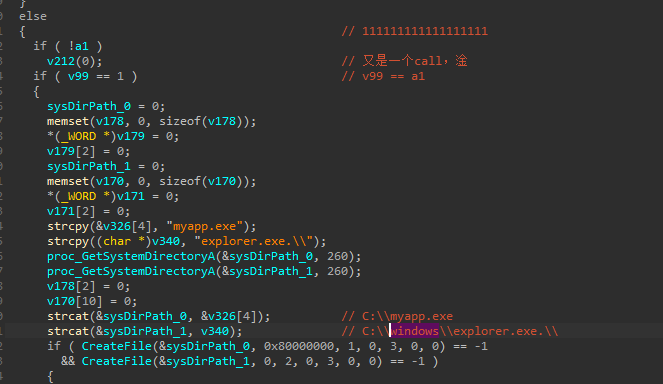 }
else
{ // 111111111111111111
if ( !a1 )
v212(0); // 又是一个call，淦
if ( v99 == 1 ) // v99 == a1
{
sysDirPath_0 = 0;
memset(v178, 0, sizeof(v178));
*(_WORD *)v179 = 0;
v179[2] = 0;
sysDirPath_1 = 0;
memset(v170, 0, sizeof(v170));
*(_WORD *)v171 = 0;
v171[2] = 0;
strcpy(&v326[4], "myapp.exe");
strcpy((char *)v340, "explorer.exe.\\");
proc_GetSystemDirectoryA(&sysDirPath_0, 260);
proc_GetSystemDirectoryA(&sysDirPath_1, 260);
v178[2] = 0;
v170[10] = 0;
strcat(&sysDirPath_0, &v326[4]); // C:\\myapp.exe
strcat(&sysDirPath_1, v340); // C:\\windows\\explorer.exe.\\
if ( CreateFile(&sysDirPath_0, 0x80000000, 1, 0, 3, 0, 0) == -1
&& CreateFile(&sysDirPath_1, 0, 2, 0, 3, 0, 0) == -1 )
{